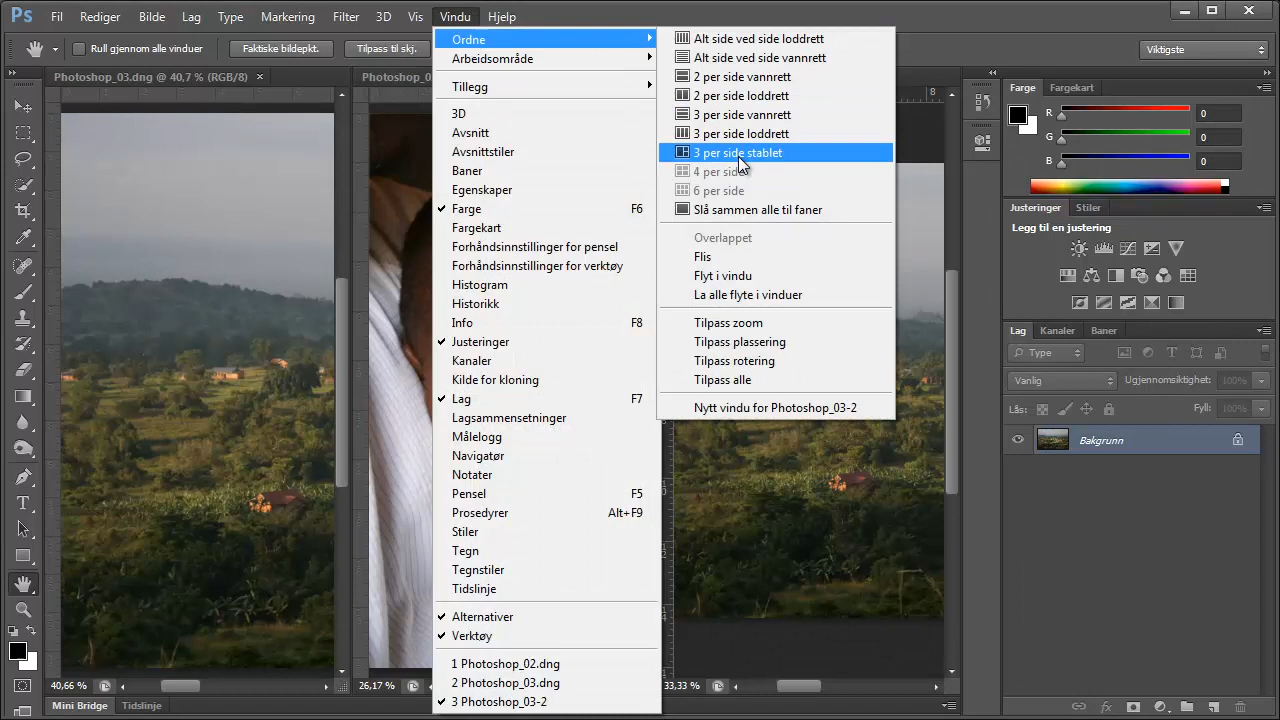 Ps Fil Rediger Bilde Lag Type Markering Filter 3D Vis Vindu Hjelp
Rull gjennom alle vinduer Faktiske bildepkt. Tilpass til skj. Viktigste
Photoshop_03.dng @ 40,7 % (RGB/8) ×
Ordne
Arbeidsområde
Tillegg
3D
Avsnitt
Avsnittstiler
Baner
Egenskaper
Farge F6
Fargekart
Forhåndsinnstillinger for pensel
Forhåndsinnstillinger for verktøy
Histogram
Historikk
Info F8
Justeringer
Kanaler
Kilde for kloning
Lag F7
Lagsammensetninger
Målelogg
Navigatør
Notater
Pensel F5
Prosedyrer Alt+F9
Stiler
Tegn
Tegnstiler
Tidslinje
Alternativer
Verktøy
1 Photoshop_02.dng
2 Photoshop_03.dng
3 Photoshop_03-2
Alt side ved side loddrett
Alt side ved side vannrett
2 per side vannrett
2 per side loddrett
3 per side vannrett
3 per side loddrett
3 per side stablet
4 per side
6 per side
Slå sammen alle til faner
Overlappet
Flis
Flyt i vindu
La alle flyte i vinduer
Tilpass zoom
Tilpass plassering
Tilpass rotering
Tilpass alle
Nytt vindu for Photoshop_03-2
Farge Fargekart
R 0
G 0
B 0
Justeringer Stiler
Legg til en justering
Lag Kanaler Baner
Type
Vanlig Ugjennomsiktighet: 100%
Lås: Fyll: 100%
Bakgrunn
40,66 % 26,17 % 33,33 %
Mini Bridge Tidslinje